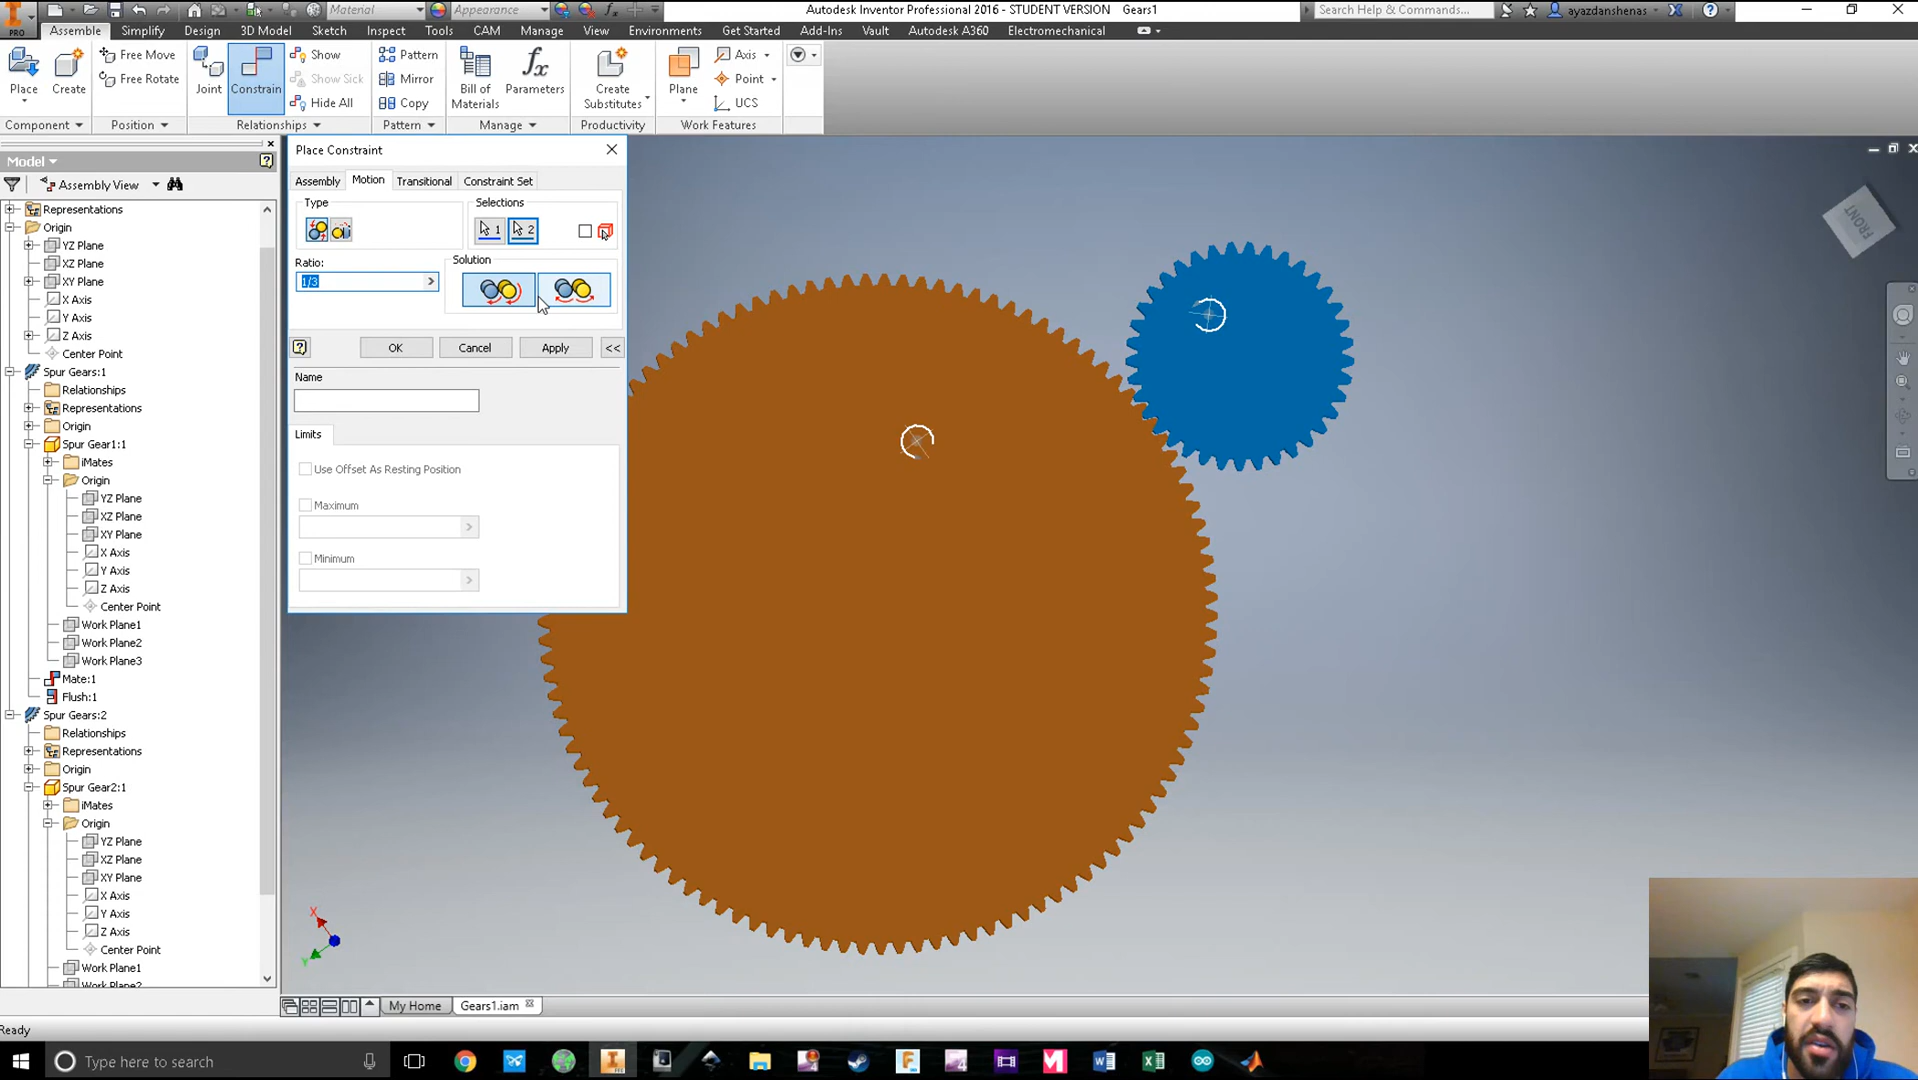 Material
Appearance
Autodesk Inventor Professional 2016 - STUDENT VERSION Gears1
Search Help & Commands...
ayazdanshenas
PRO
Assemble Simplify Design 3D Model Sketch Inspect Tools CAM Manage View Environments Get Started Add-Ins Vault Autodesk A360 Electromechanical
Free Move
Free Rotate
Show
Show Sick
Hide All
Pattern
Mirror
Copy
Axis
Point
UCS
Place
Create
Joint
Constrain
Bill of Materials
Parameters
Create Substitutes
Plane
Component
Position
Relationships
Pattern
Manage
Productivity
Work Features
Model
Assembly View
Representations
Origin
YZ Plane
XZ Plane
XY Plane
X Axis
Y Axis
Z Axis
Center Point
Spur Gears:1
Relationships
Representations
Origin
Spur Gear1:1
iMates
Origin
YZ Plane
XZ Plane
XY Plane
X Axis
Y Axis
Z Axis
Center Point
Work Plane1
Work Plane2
Work Plane3
Mate:1
Flush:1
Spur Gears:2
Relationships
Representations
Origin
Spur Gear2:1
iMates
Origin
YZ Plane
XZ Plane
XY Plane
X Axis
Y Axis
Z Axis
Center Point
Work Plane1
Work Plane2
Place Constraint
Assembly Motion Transitional Constraint Set
Type
Selections
1
2
Ratio:
1/3
Solution
OK
Cancel
Apply
<<
Name
Limits
Use Offset As Resting Position
Maximum
Minimum
FRONT
X
Y
My Home
Gears1.iam
Ready
Type here to search